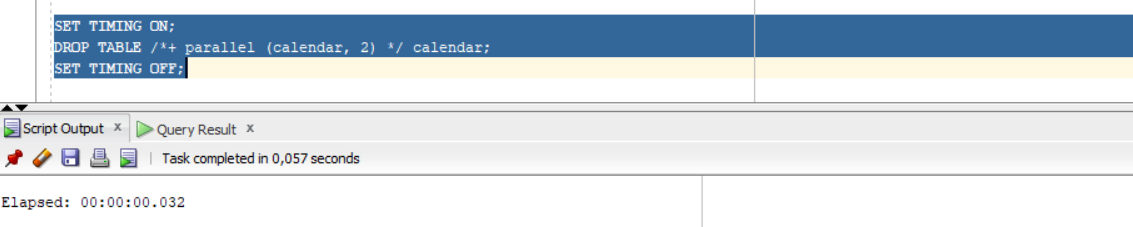 SET TIMING ON;
DROP TABLE /*+ parallel (calendar, 2) */ calendar;
SET TIMING OFF;
Script Output x Query Result x
Task completed in 0,057 seconds
Elapsed: 00:00:00.032